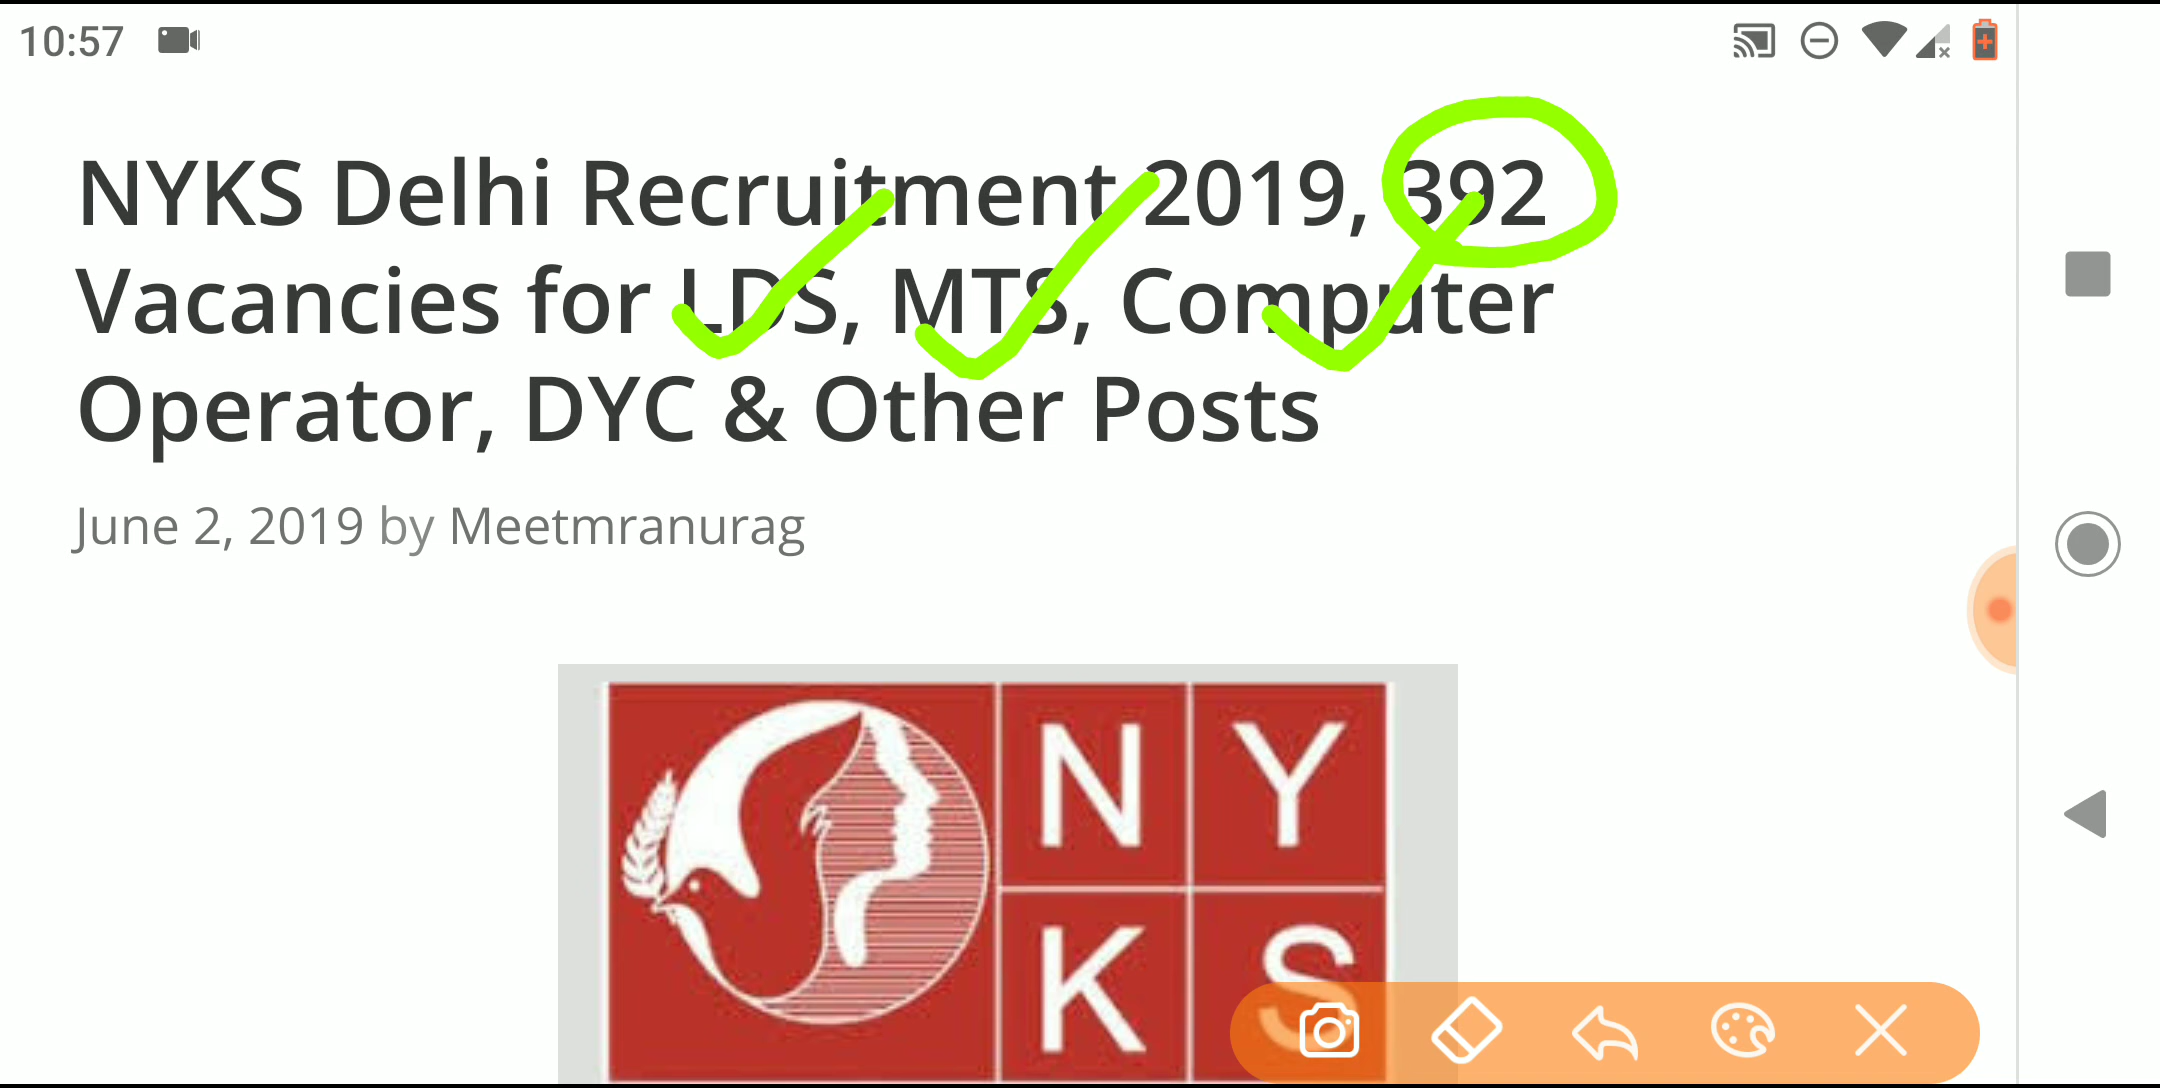 10:57
NYKS Delhi Recruitment 2019, 392
Vacancies for LDS, MTS, Computer
Operator, DYC & Other Posts
June 2, 2019 by Meetmranurag
N Y
K S